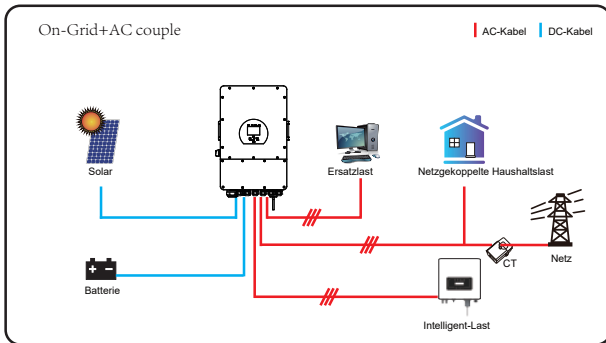 On-Grid+AC couple
AC-Kabel
DC-Kabel
Solar
Ersatzlast
Netzgekoppelte Haushaltslast
CT
Netz
Batterie
Intelligent-Last